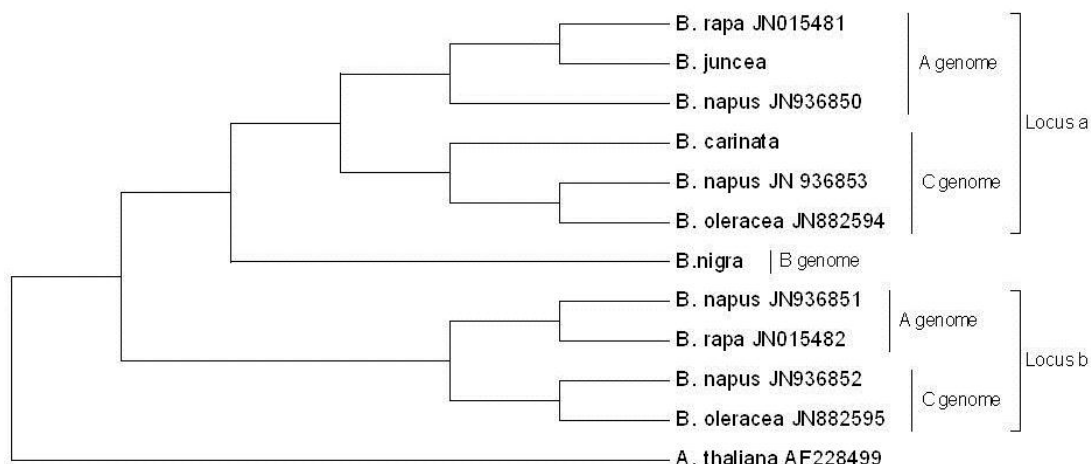 B. rapa JN015481
B. juncea
A genome
B. napus JN936850
Locus a
B. carinata
B. napus JN 936853
C genome
B. oleracea JN882594
B.nigra
B genome
B. napus JN936851
A genome
B. rapa JN015482
Locus b
B. napus JN936852
C genome
B. oleracea JN882595
A. thaliana AF228499